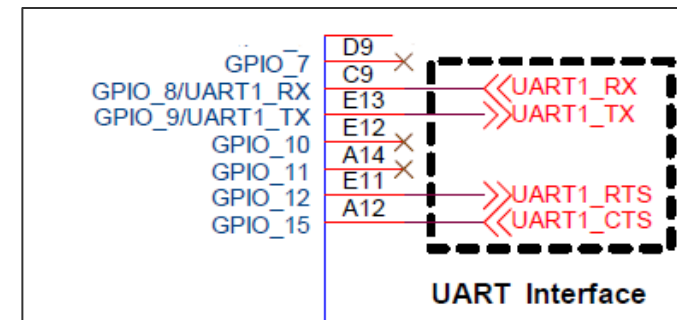 D9
GPIO_7
C9
GPIO_8/UART1_RX
UART1_RX
E13
GPIO_9/UART1_TX
UART1_TX
E12
GPIO_10
A14
GPIO_11
E11
GPIO_12
UART1_RTS
A12
GPIO_15
UART1_CTS
UART Interface